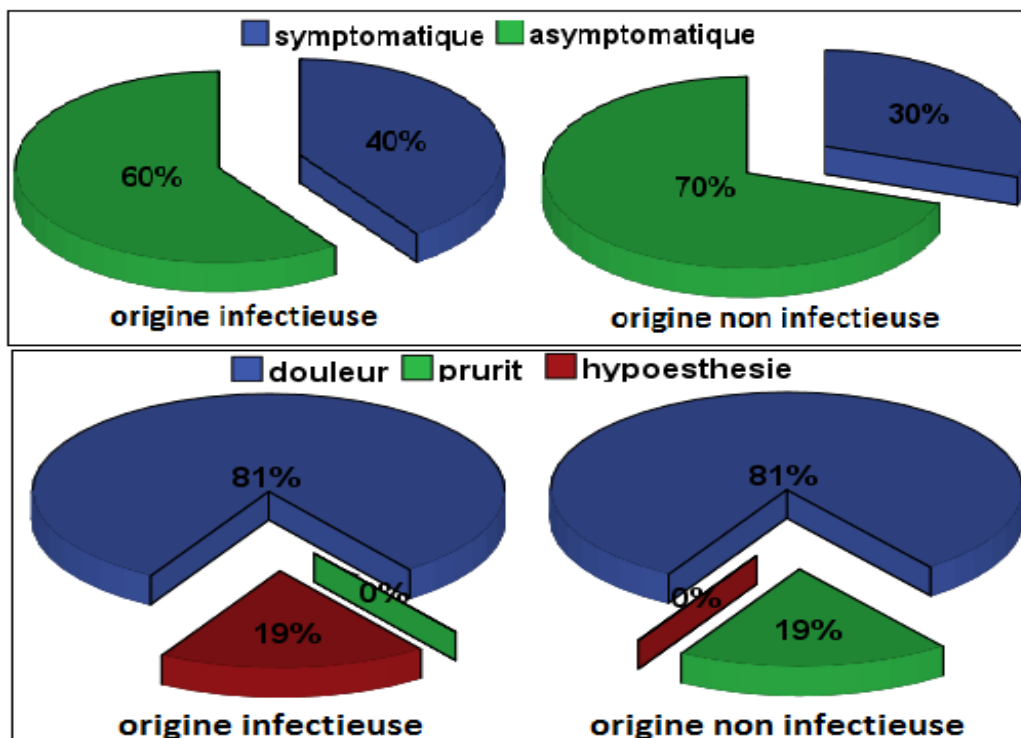 symptomatique asymptomatique
40%
60%
30%
70%
origine infectieuse
origine non infectieuse
douleur prurit hypoesthesie
81%
0%
19%
81%
0%
19%
origine infectieuse
origine non infectieuse